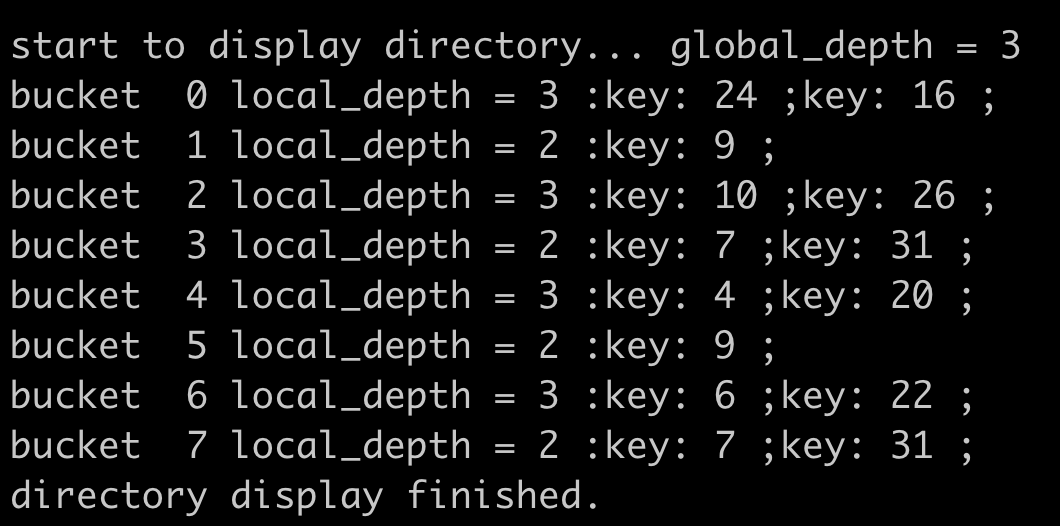 start to display directory... global_depth = 3
bucket  0 local_depth = 3 :key: 24 ;key: 16 ;
bucket  1 local_depth = 2 :key: 9 ;
bucket  2 local_depth = 3 :key: 10 ;key: 26 ;
bucket  3 local_depth = 2 :key: 7 ;key: 31 ;
bucket  4 local_depth = 3 :key: 4 ;key: 20 ;
bucket  5 local_depth = 2 :key: 9 ;
bucket  6 local_depth = 3 :key: 6 ;key: 22 ;
bucket  7 local_depth = 2 :key: 7 ;key: 31 ;
directory display finished.